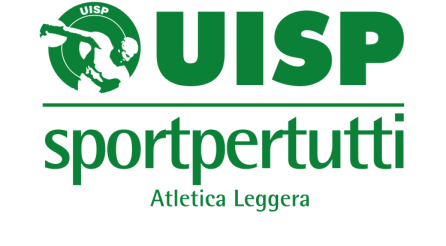 UISP
UISP
sportpertutti
Atletica Leggera